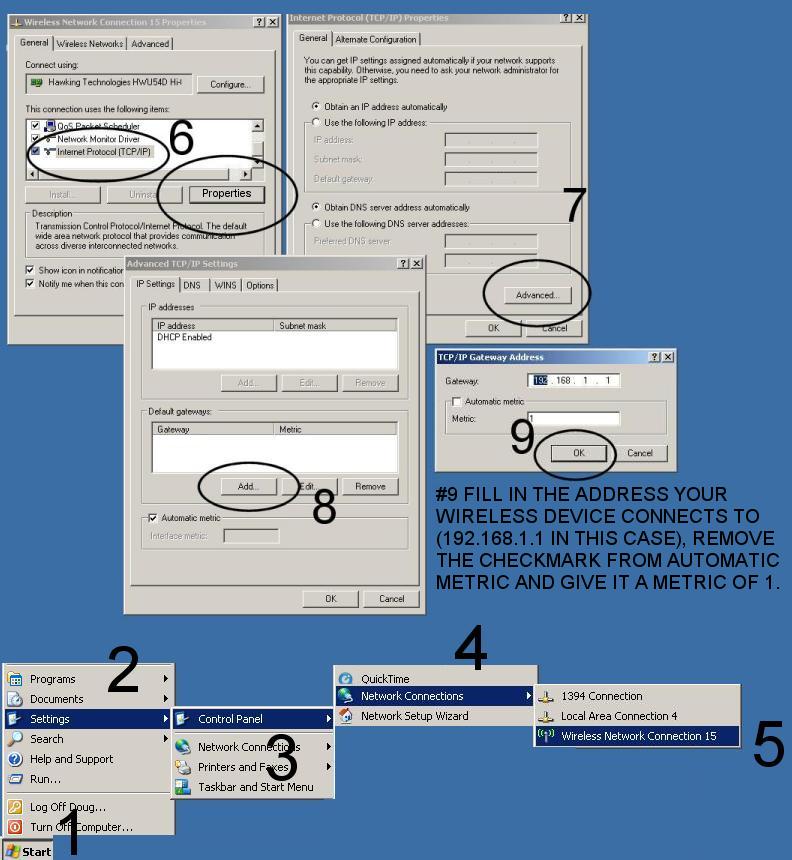 Wireless Network Connection 15 Properties
General
Wireless Networks
Advanced
Connect using:
Hawking Technologies HWU54D Hi-
Configure...
This connection uses the following items:
QoS Packet Scheduler
Network Monitor Driver
Internet Protocol (TCP/IP)
6
Install...
Uninsta
Properties
Description
Transmission Control Protocol/Internet Protocol. The default
wide area network protocol that provides communication
across diverse interconnected networks.
Show icon in notification
Notify me when this con
Internet Protocol (TCP/IP) Properties
General
Alternate Configuration
You can get IP settings assigned automatically if your network supports
this capability. Otherwise, you need to ask your network administrator for
the appropriate IP settings.
Obtain an IP address automatically
Use the following IP address:
IP address:
Subnet mask:
Default gateway:
7
Obtain DNS server address automatically
Use the following DNS server addresses:
Preferred DNS server:
Advanced...
OK
Cancel
Advanced TCP/IP Settings
IP Settings
DNS
WINS
Options
IP addresses
IP address
Subnet mask
DHCP Enabled
Add...
Edit...
Remove
Default gateways:
Gateway
Metric
Add...
Edit...
Remove
8
Automatic metric
Interface metric:
OK
Cancel
TCP/IP Gateway Address
Gateway:
192 . 168 . 1 . 1
Automatic metric
Metric:
1
9
OK
Cancel
#9 FILL IN THE ADDRESS YOUR
WIRELESS DEVICE CONNECTS TO
(192.168.1.1 IN THIS CASE), REMOVE
THE CHECKMARK FROM AUTOMATIC
METRIC AND GIVE IT A METRIC OF 1.
2
Programs
Documents
Settings
Search
Help and Support
Run...
Log Off Doug...
Turn Off Computer...
1
Start
Control Panel
Network Connections
3
Printers and Faxes
Taskbar and Start Menu
4
QuickTime
Network Connections
Network Setup Wizard
1394 Connection
Local Area Connection 4
Wireless Network Connection 15
5